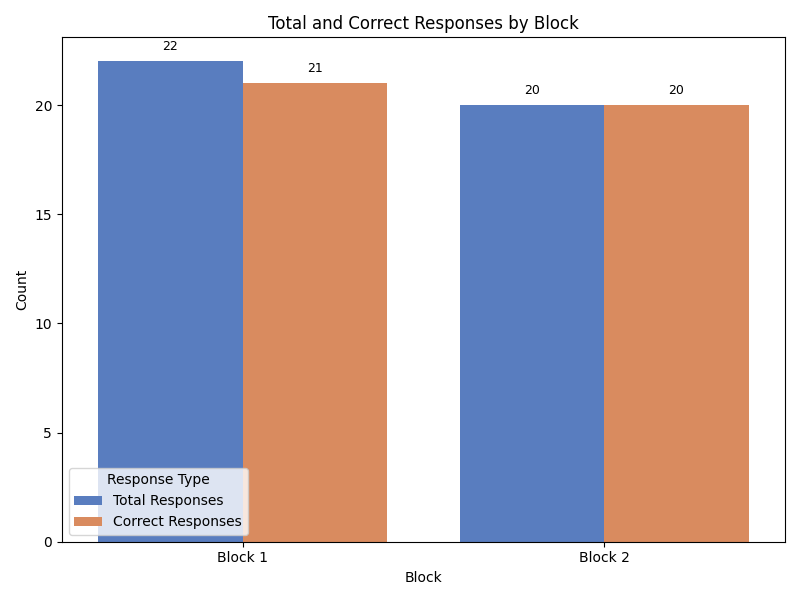 Total and Correct Responses by Block
22
21
20
20
20
15
10
5
0
Count
Response Type
Total Responses
Correct Responses
Block 1
Block 2
Block